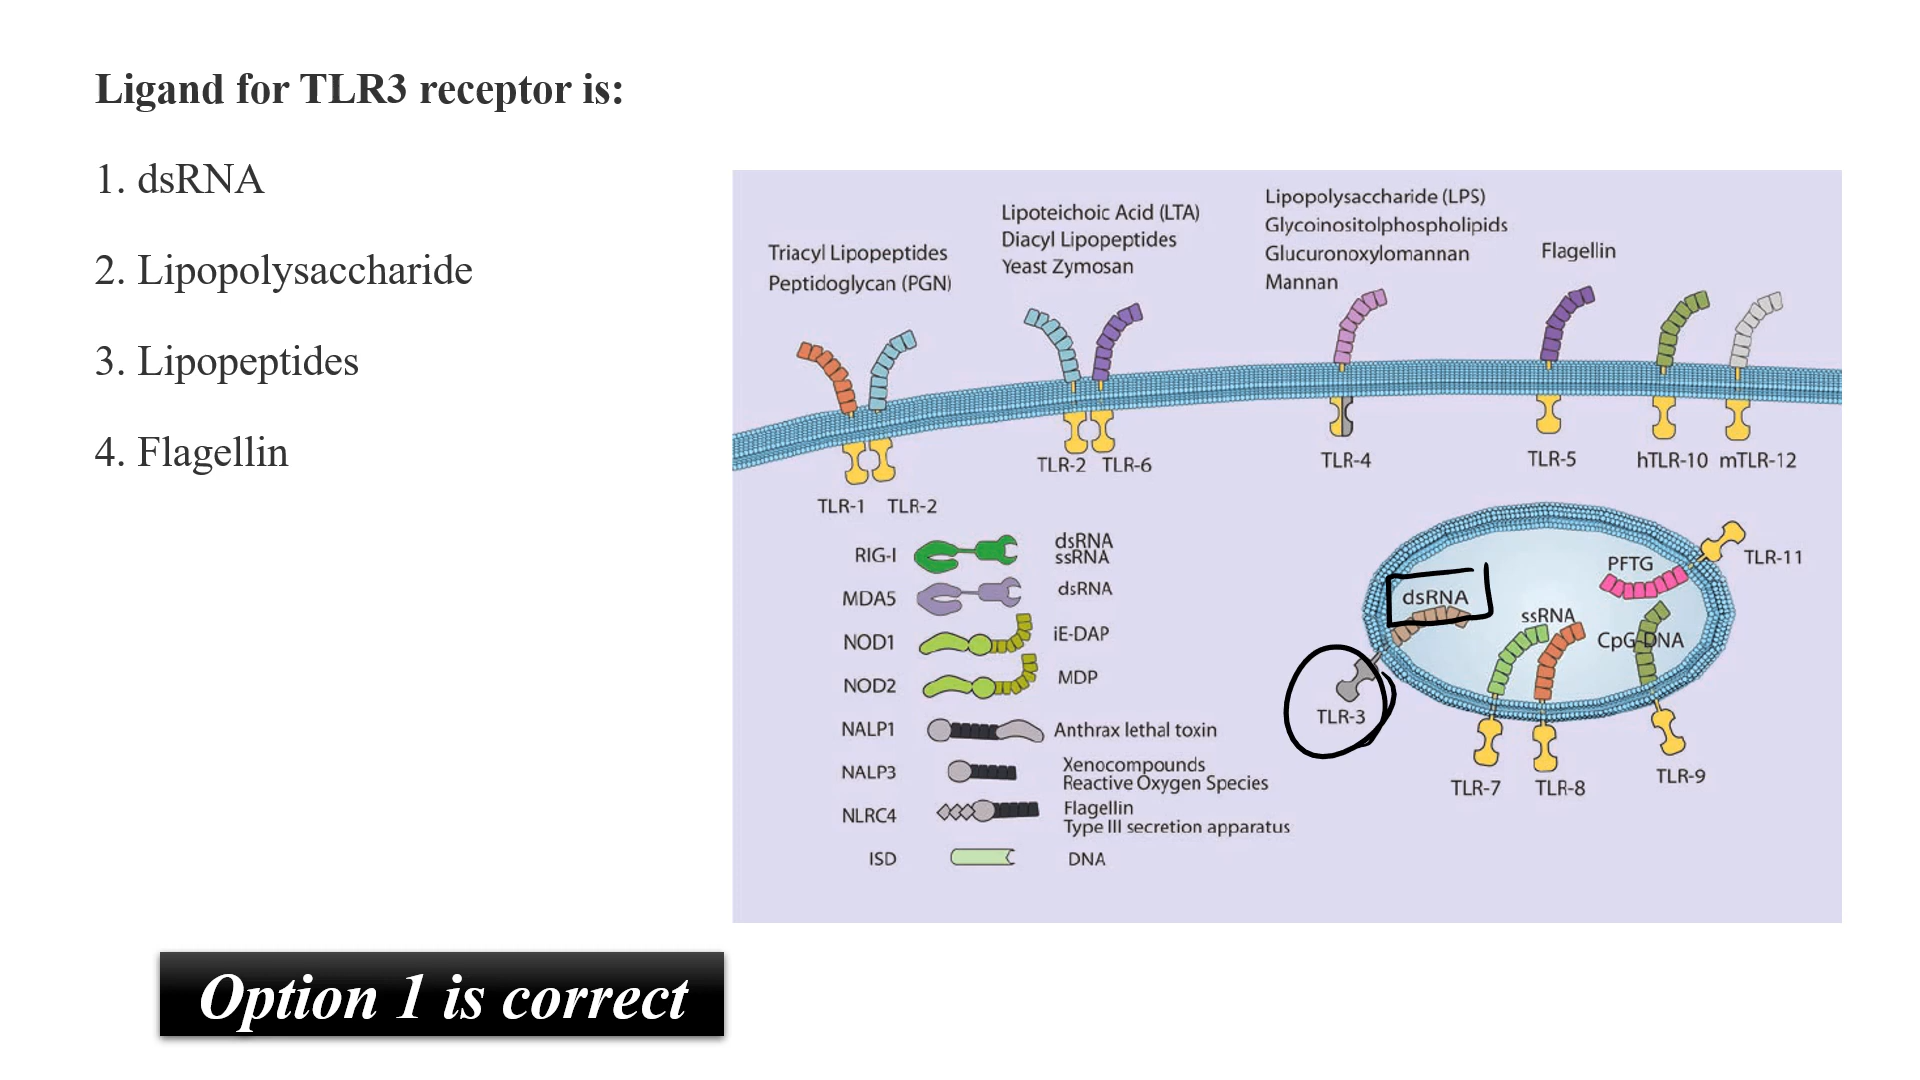 Ligand for TLR3 receptor is:
1. dsRNA
2. Lipopolysaccharide
3. Lipopeptides
4. Flagellin
Triacyl Lipopeptides
Peptidoglycan (PGN)
Lipoteichoic Acid (LTA)
Diacyl Lipopeptides
Yeast Zymosan
Lipopolysaccharide (LPS)
Glycoinositolphospholipids
Glucuronoxylomannan
Mannan
Flagellin
TLR-1 TLR-2
TLR-2 TLR-6
TLR-4
TLR-5
hTLR-10 mTLR-12
RIG-I dsRNA
ssRNA
MDA5 dsRNA
NOD1 iE-DAP
NOD2 MDP
NALP1 Anthrax lethal toxin
NALP3 Xenocompounds
Reactive Oxygen Species
NLRC4 Flagellin
Type III secretion apparatus
ISD DNA
PFTG
TLR-11
dsRNA
ssRNA
CpG DNA
TLR-3
TLR-7
TLR-8
TLR-9
Option 1 is correct